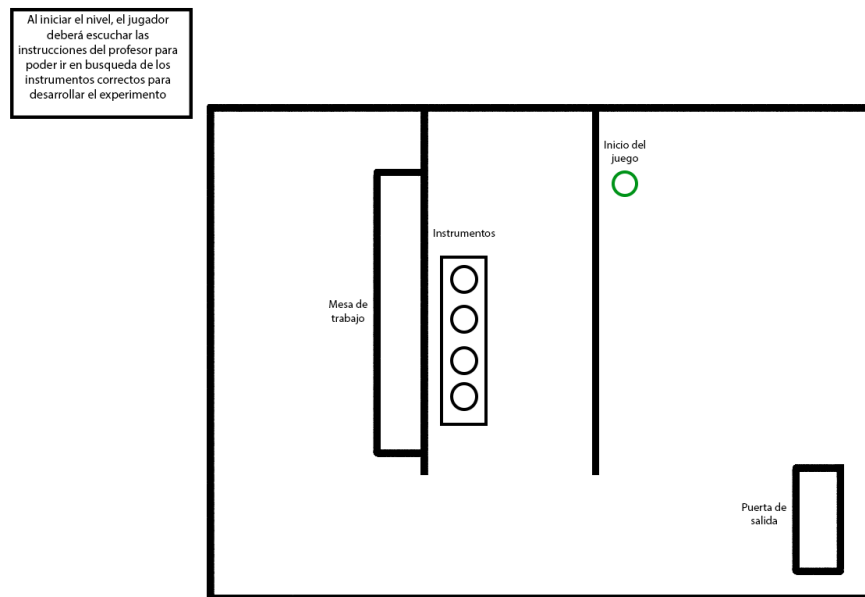 Al iniciar el nivel, el jugador
deberá escuchar las
instrucciones del profesor para
poder ir en busqueda de los
instrumentos correctos para
desarrollar el experimento
Inicio del
juego
Instrumentos
Mesa de
trabajo
Puerta de
salida